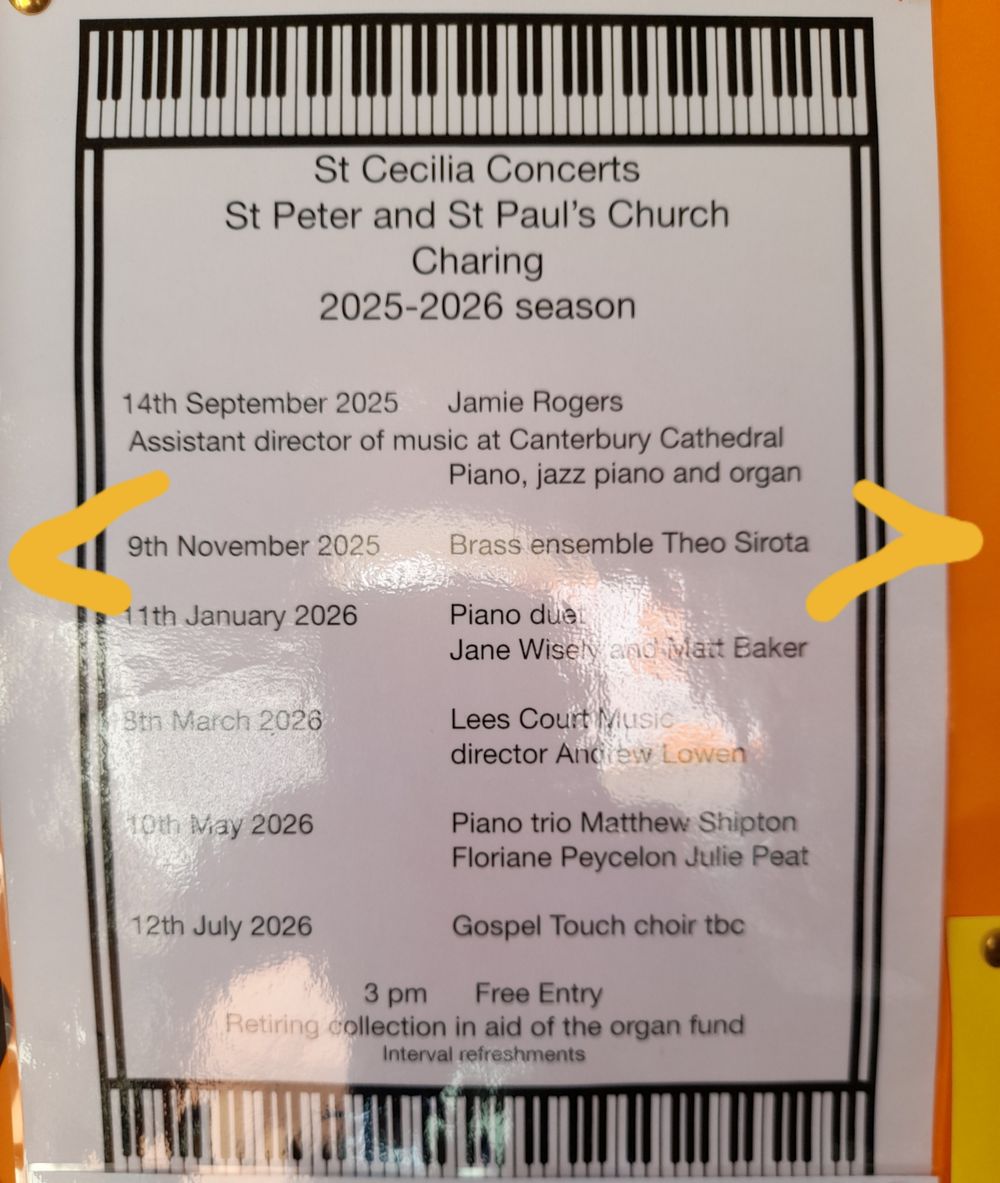 St Cecilia Concerts
St Peter and St Paul's Church
Charing
2025-2026 season
14th September 2025 Jamie Rogers
Assistant director of music at Canterbury Cathedral
Piano, jazz piano and organ
9th November 2025 Brass ensemble Theo Sirota
11th January 2026 Piano duet
Jane Wisely and Matt Baker
8th March 2026 Lees Court Music
director Andrew Lowen
10th May 2026 Piano trio Matthew Shipton
Floriane Peycelon Julie Peat
12th July 2026 Gospel Touch choir tbc
3 pm Free Entry
Retiring collection in aid of the organ fund
Interval refreshments